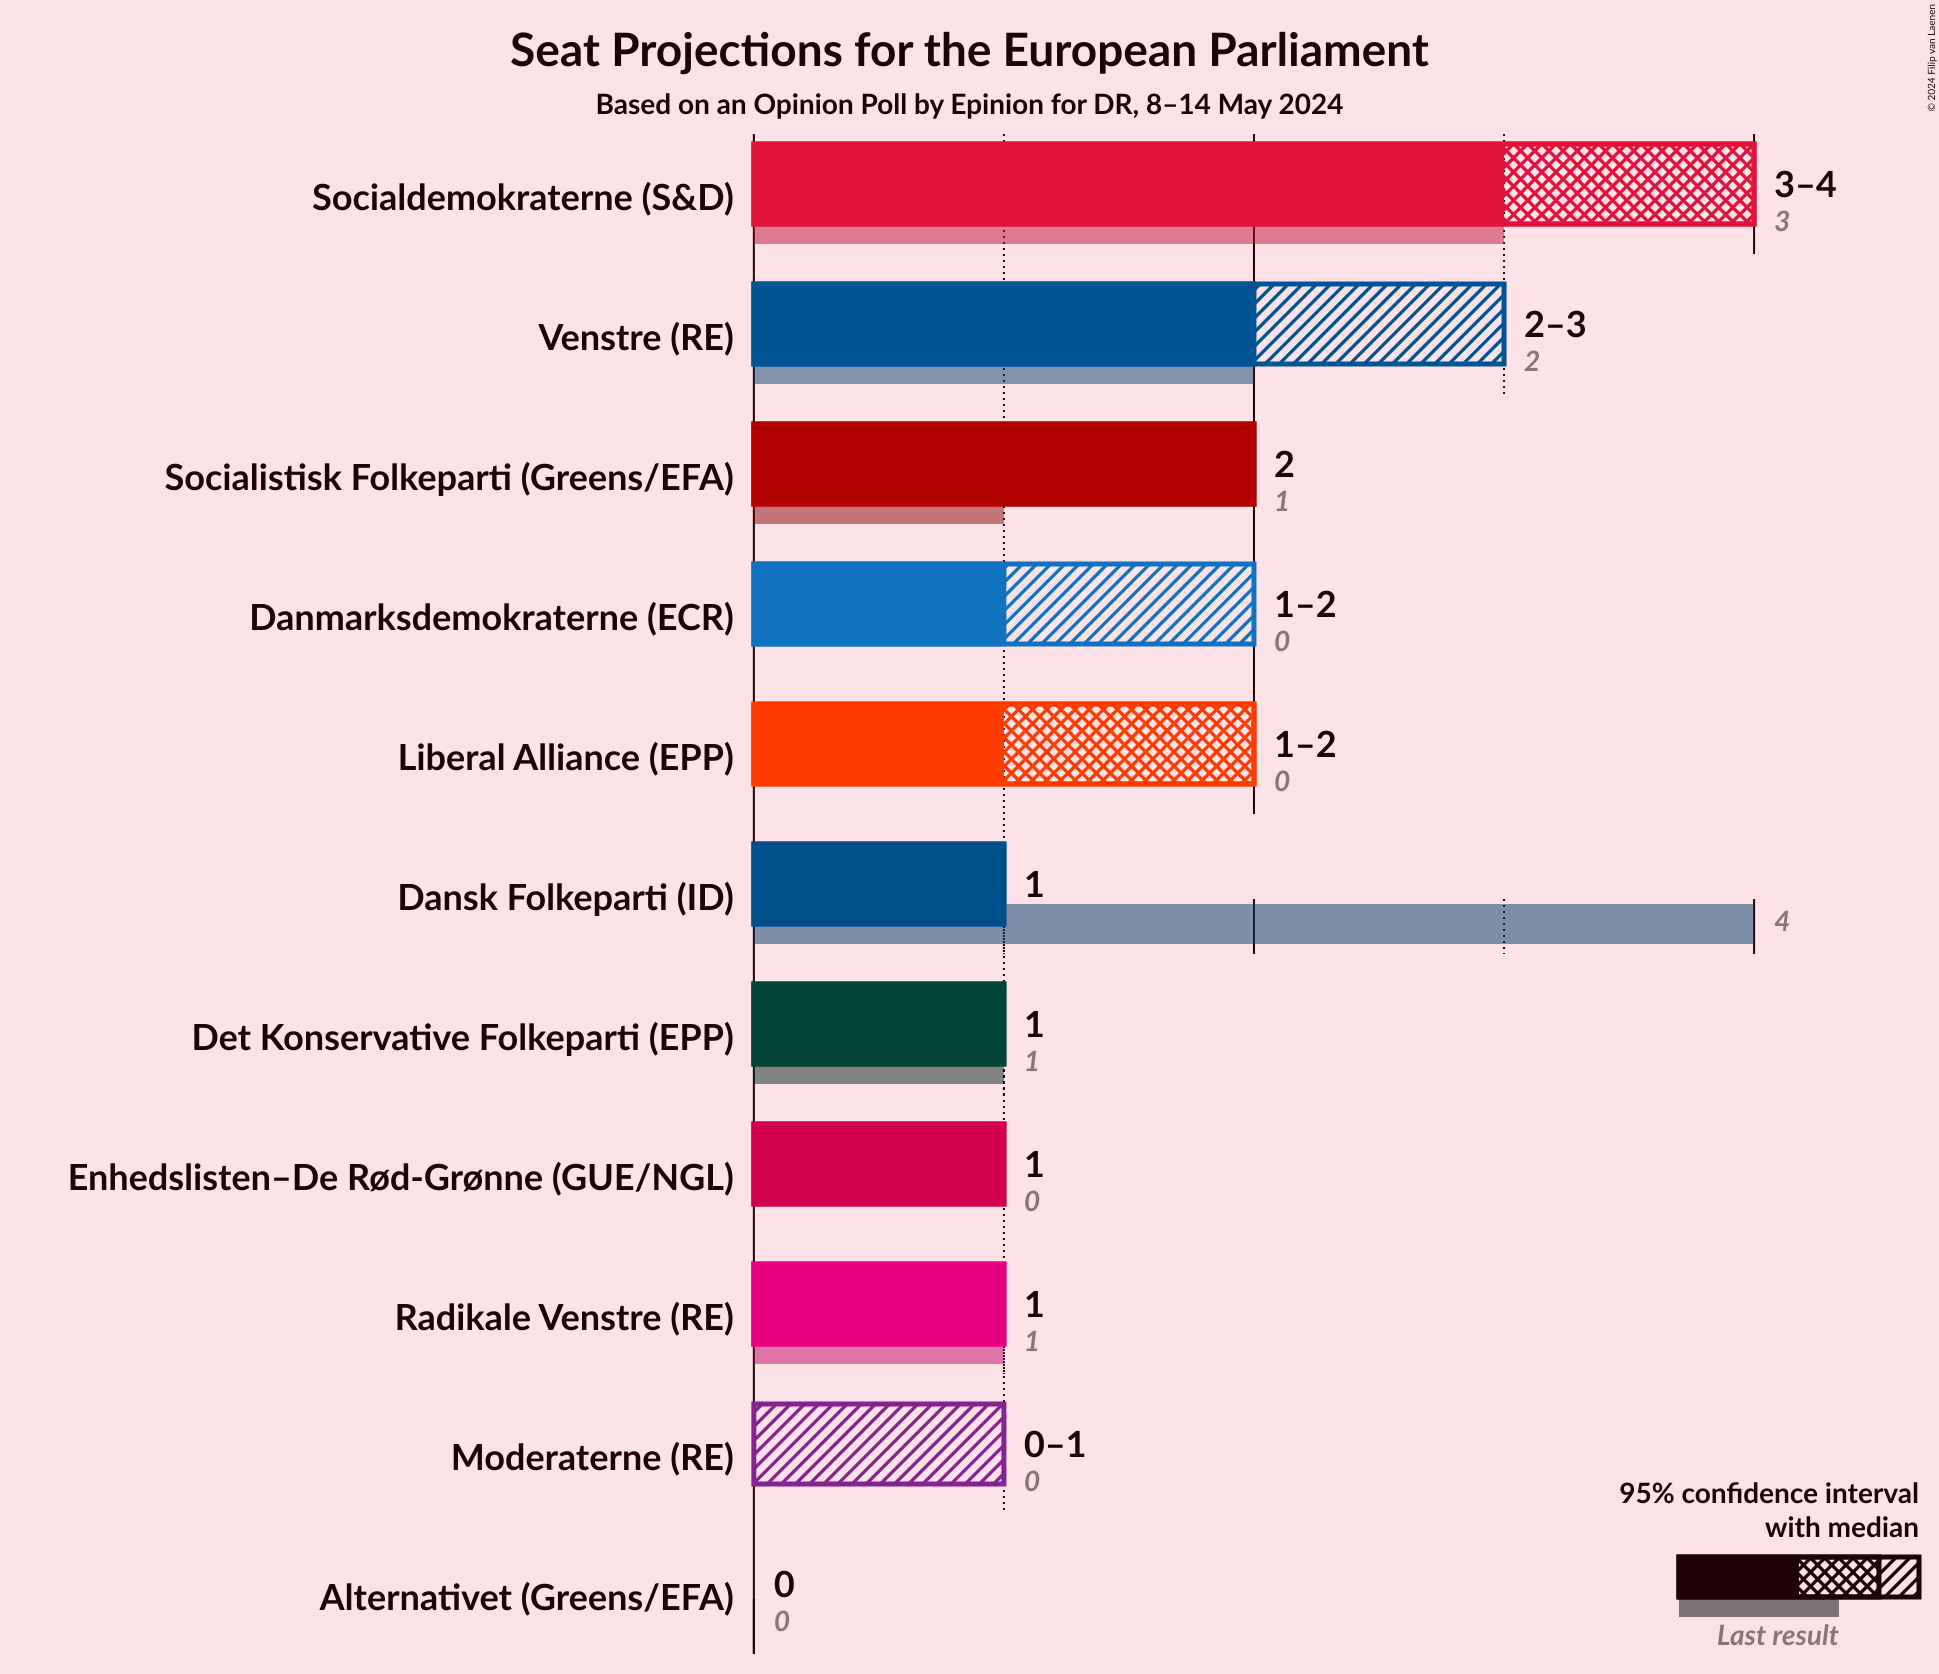 Seat Projections for the European Parliament
Based on an Opinion Poll by Epinion for DR, 8–14 May 2024
© 2024 Filip van Laenen
Socialdemokraterne (S&D)
3–4
3
Venstre (RE)
2–3
2
Socialistisk Folkeparti (Greens/EFA)
2
1
Danmarksdemokraterne (ECR)
1–2
0
Liberal Alliance (EPP)
1–2
0
Dansk Folkeparti (ID)
1
4
Det Konservative Folkeparti (EPP)
1
1
Enhedslisten–De Rød-Grønne (GUE/NGL)
1
0
Radikale Venstre (RE)
1
1
Moderaterne (RE)
0–1
0
Alternativet (Greens/EFA)
0
0
95% confidence interval
with median
Last result